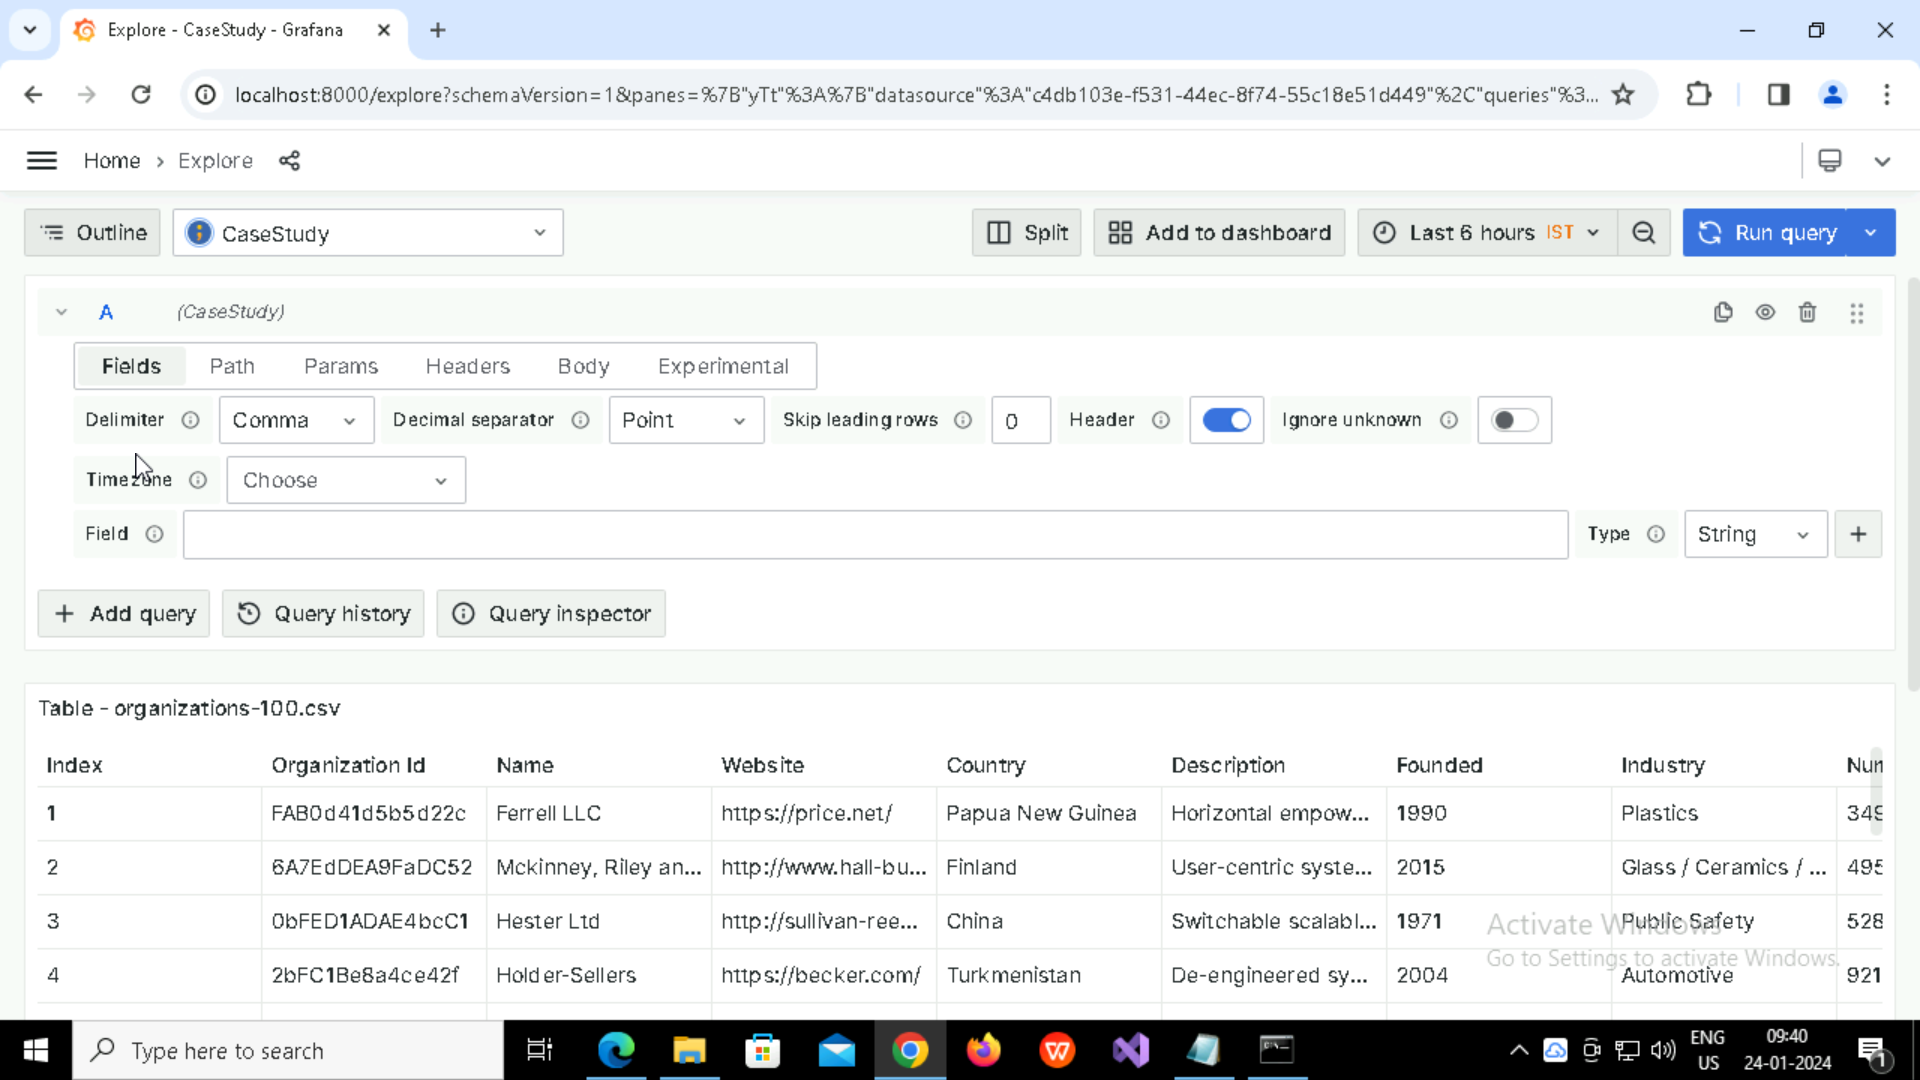 Explore - CaseStudy - Grafana
localhost:8000/explore?schemaVersion=1&panes=%7B"yTt"%3A%7B"datasource"%3A"c4db103e-f531-44ec-8f74-55c18e51d449"%2C"queries"%3...
Home › Explore
Outline CaseStudy Split Add to dashboard Last 6 hours IST Run query
A (CaseStudy)
Fields Path Params Headers Body Experimental
Delimiter Comma Decimal separator Point Skip leading rows 0 Header Ignore unknown
Timezone Choose
Field Type String +
+ Add query Query history Query inspector
Table - organizations-100.csv
Index Organization Id Name Website Country Description Founded Industry Num
1 FAB0d41d5b5d22c Ferrell LLC https://price.net/ Papua New Guinea Horizontal empow... 1990 Plastics 349
2 6A7EdDEA9FaDC52 Mckinney, Riley an... http://www.hall-bu... Finland User-centric syste... 2015 Glass / Ceramics / ... 495
3 0bFED1ADAE4bcC1 Hester Ltd http://sullivan-ree... China Switchable scalabl... 1971 Public Safety 528
4 2bFC1Be8a4ce42f Holder-Sellers https://becker.com/ Turkmenistan De-engineered sy... 2004 Automotive 921
Activate Windows
Go to Settings to activate Windows.
Type here to search
ENG
US
09:40
24-01-2024
1